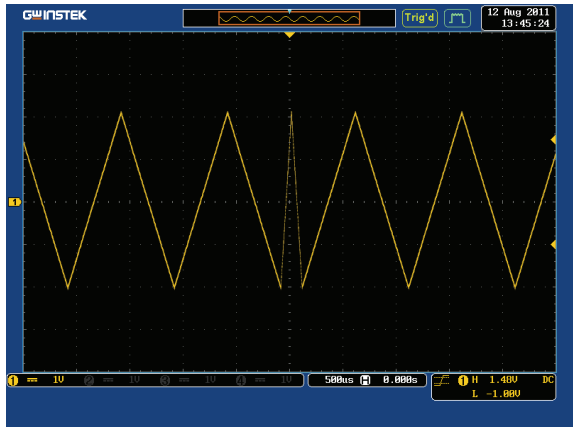 GWINSTEK
Trig'd
12 Aug 2011
13:45:24
1
1 1V 2 1V 3 1V 4 1V
500us H 0.000s
1 H 1.48V DC
L -1.00V